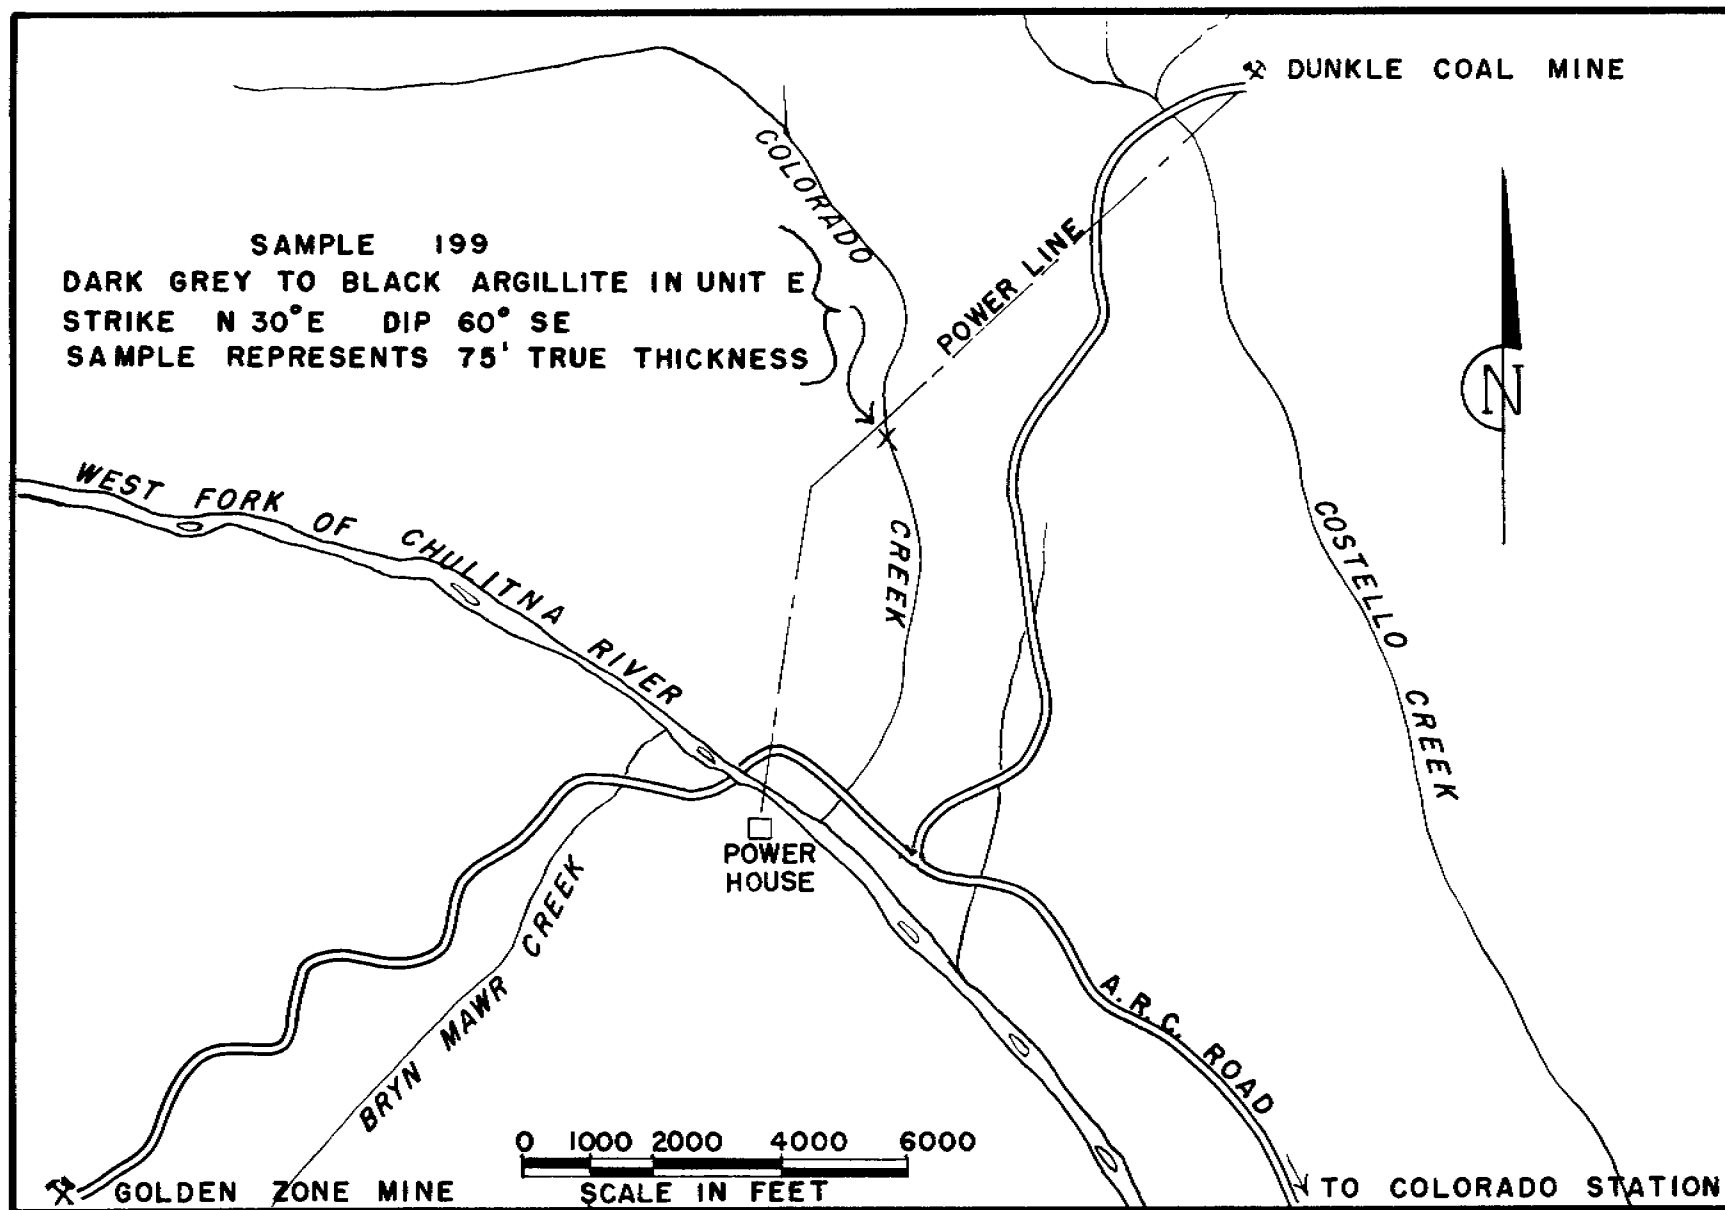 DUNKLE COAL MINE
COLORADO
CREEK
SAMPLE 199
DARK GREY TO BLACK ARGILLITE IN UNIT E
STRIKE N 30° E DIP 60° SE
SAMPLE REPRESENTS 75' TRUE THICKNESS
POWER LINE
N
WEST FORK OF CHULITNA RIVER
COSTELLO CREEK
POWER
HOUSE
BRYN MAWR CREEK
A.R.C. ROAD
0 1000 2000 4000 6000
SCALE IN FEET
GOLDEN ZONE MINE
TO COLORADO STATION